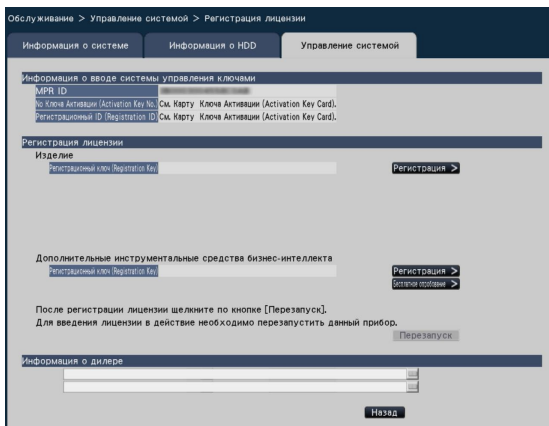 Обслуживание > Управление системой > Регистрация лицензии
Информация о системе
Информация о HDD
Управление системой
Информация о вводе системы управления ключами
MPR ID
No Ключа Активации (Activation Key No.) См. Карту Ключа Активации (Activation Key Card).
Регистрационный ID (Registration ID) См. Карту Ключа Активации (Activation Key Card).
Регистрация лицензии
Изделие
Регистрационный ключ (Registration Key)
Регистрация >
Дополнительные инструментальные средства бизнес-интеллекта
Регистрационный ключ (Registration Key)
Регистрация >
Бесплатное опробование >
После регистрации лицензии щелкните по кнопке [Перезапуск].
Для введения лицензии в действие необходимо перезапустить данный прибор.
Перезапуск
Информация о дилере
Назад